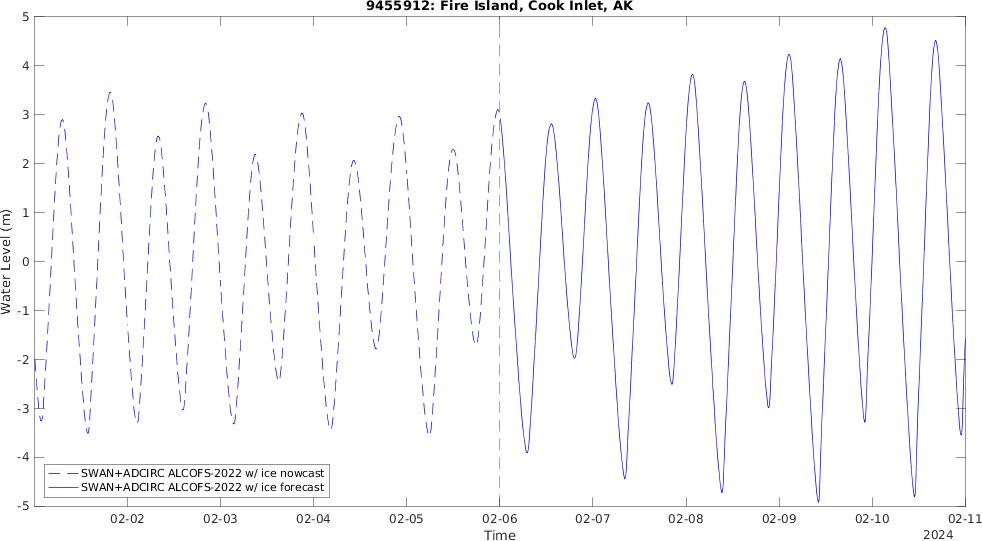 9455912: Fire Island, Cook Inlet, AK
5
4
3
2
1
0
-1
-2
-3
-4
-5
Water Level (m)
SWAN+ADCIRC ALCOFS-2022 w/ ice nowcast
SWAN+ADCIRC ALCOFS-2022 w/ ice forecast
02-02 02-03 02-04 02-05 02-06 02-07 02-08 02-09 02-10 02-11
Time
2024